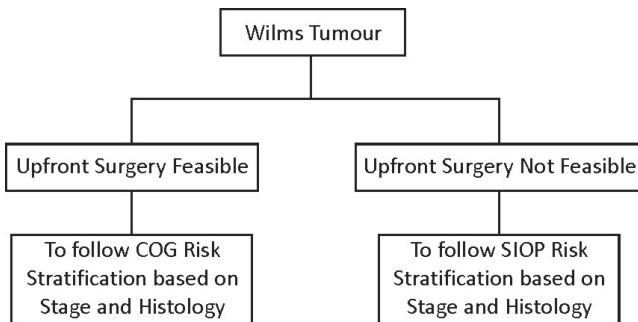 Wilms Tumour
Upfront Surgery Feasible
Upfront Surgery Not Feasible
To follow COG Risk
Stratification based on
Stage and Histology
To follow SIOP Risk
Stratification based on
Stage and Histology